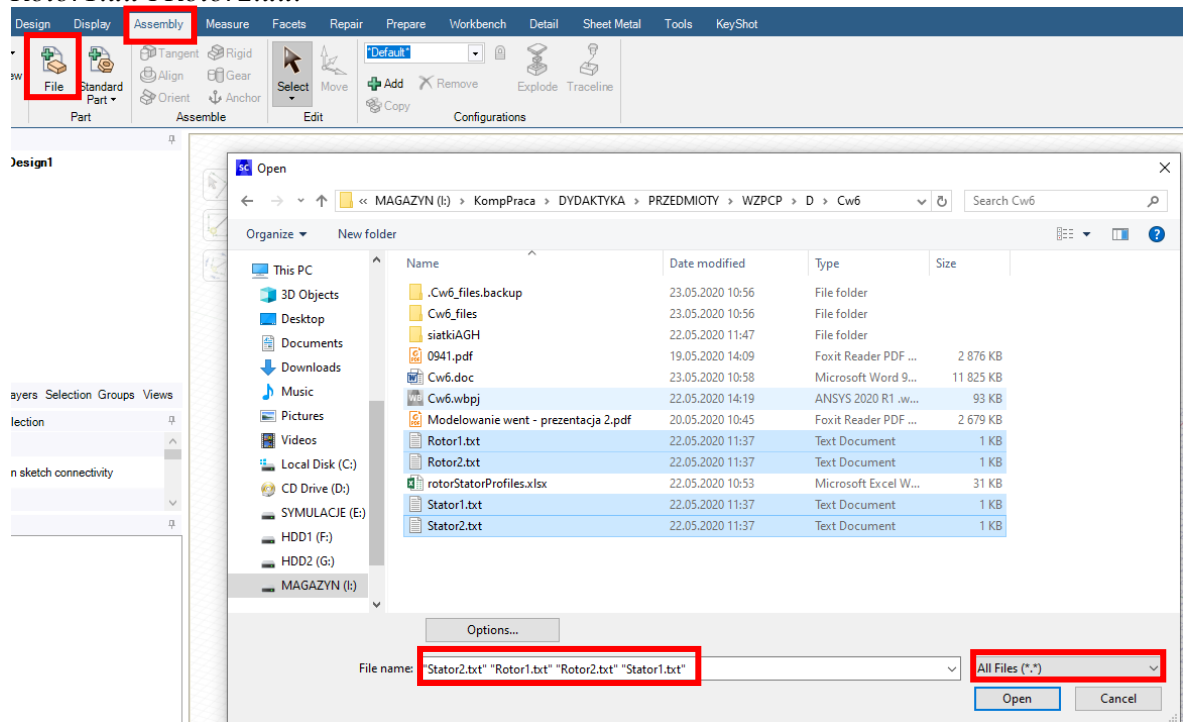 Rotor1.txt i Rotor2.txt.
Design Display Assembly Measure Facets Repair Prepare Workbench Detail Sheet Metal Tools KeyShot
ew File Standard Part
Tangent Rigid
Align Gear
Orient Anchor
Select Move
"Default"
Add Remove
Copy
Explode Traceline
Part Assemble Edit Configurations
Design1
SC Open
« MAGAZYN (I:) › KompPraca › DYDAKTYKA › PRZEDMIOTY › WZPCP › D › Cw6
Search Cw6
Organize New folder
Name Date modified Type Size
This PC
3D Objects
Desktop
Documents
Downloads
Music
Pictures
Videos
Local Disk (C:)
CD Drive (D:)
SYMULACJE (E:)
HDD1 (F:)
HDD2 (G:)
MAGAZYN (I:)
.Cw6_files.backup 23.05.2020 10:56 File folder
Cw6_files 23.05.2020 10:56 File folder
siatkiAGH 22.05.2020 11:47 File folder
0941.pdf 19.05.2020 14:09 Foxit Reader PDF ... 2 876 KB
Cw6.doc 23.05.2020 10:58 Microsoft Word 9... 11 825 KB
Cw6.wbpj 22.05.2020 14:19 ANSYS 2020 R1 .w... 93 KB
Modelowanie went - prezentacja 2.pdf 20.05.2020 10:45 Foxit Reader PDF ... 2 679 KB
Rotor1.txt 22.05.2020 11:37 Text Document 1 KB
Rotor2.txt 22.05.2020 11:37 Text Document 1 KB
rotorStatorProfiles.xlsx 22.05.2020 10:53 Microsoft Excel W... 31 KB
Stator1.txt 22.05.2020 11:37 Text Document 1 KB
Stator2.txt 22.05.2020 11:37 Text Document 1 KB
ayers Selection Groups Views
lection
n sketch connectivity
Options...
File name: "Stator2.txt" "Rotor1.txt" "Rotor2.txt" "Stator1.txt"
All Files (*.*)
Open Cancel